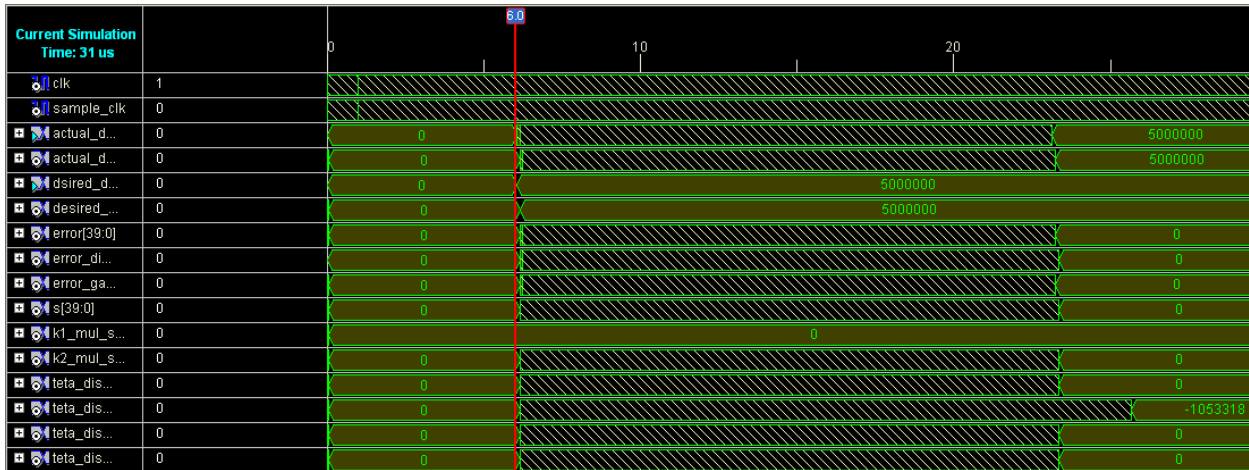 6.0
Current Simulation
Time: 31 us
0 10 20
clk 1
sample_clk 0
actual_d... 0 0 5000000
actual_d... 0 0 5000000
dsired_d... 0 0 5000000
desired_... 0 0 5000000
error[39:0] 0 0 0
error_di... 0 0 0
error_ga... 0 0 0
s[39:0] 0 0 0
k1_mul_s... 0 0
k2_mul_s... 0 0 0
teta_dis... 0 0 0
teta_dis... 0 0 -1053318
teta_dis... 0 0 0
teta_dis... 0 0 0